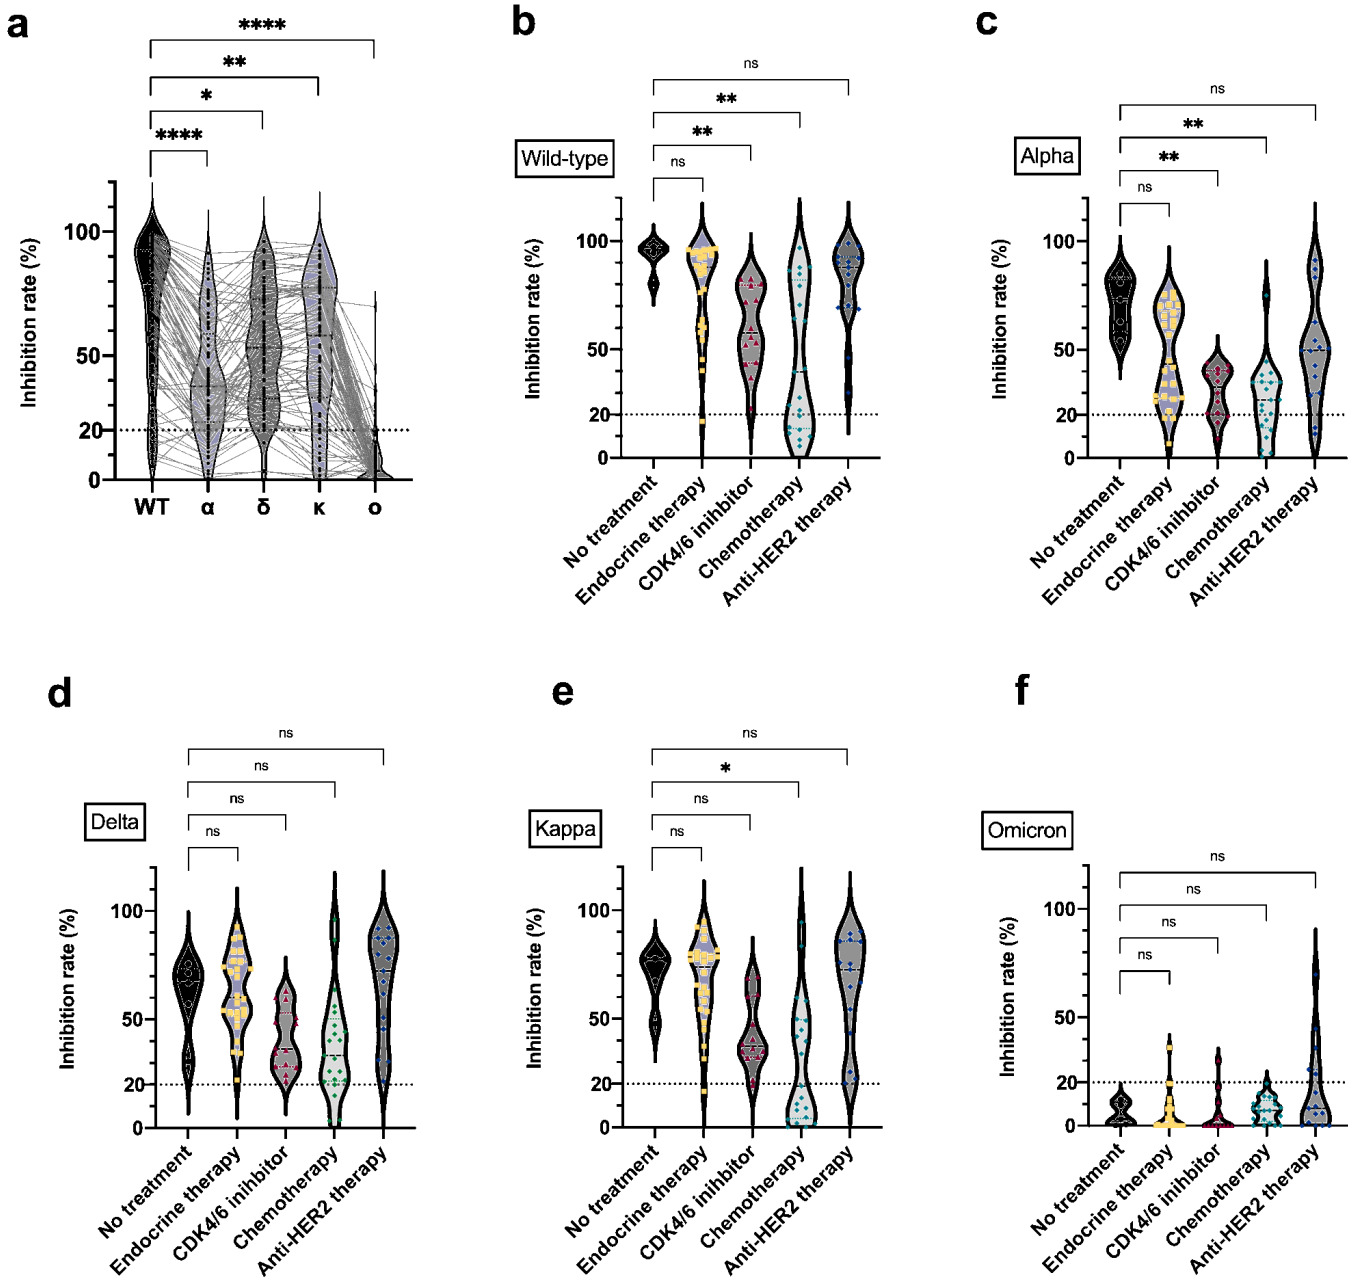 a
****
**
*
****
Inhibition rate (%)
100
50
20
0
WT α δ κ ο
b
ns
**
**
ns
Wild-type
Inhibition rate (%)
100
50
20
0
No treatment
Endocrine therapy
CDK4/6 inihbitor
Chemotherapy
Anti-HER2 therapy
c
ns
**
**
ns
Alpha
Inhibition rate (%)
100
50
20
0
No treatment
Endocrine therapy
CDK4/6 inihbitor
Chemotherapy
Anti-HER2 therapy
d
ns
ns
ns
ns
Delta
Inhibition rate (%)
100
50
20
0
No treatment
Endocrine therapy
CDK4/6 inihbitor
Chemotherapy
Anti-HER2 therapy
e
ns
*
ns
ns
Kappa
Inhibition rate (%)
100
50
20
0
No treatment
Endocrine therapy
CDK4/6 inihbitor
Chemotherapy
Anti-HER2 therapy
f
Omicron
ns
ns
ns
ns
Inhibition rate (%)
100
50
20
0
No treatment
Endocrine therapy
CDK4/6 inihbitor
Chemotherapy
Anti-HER2 therapy